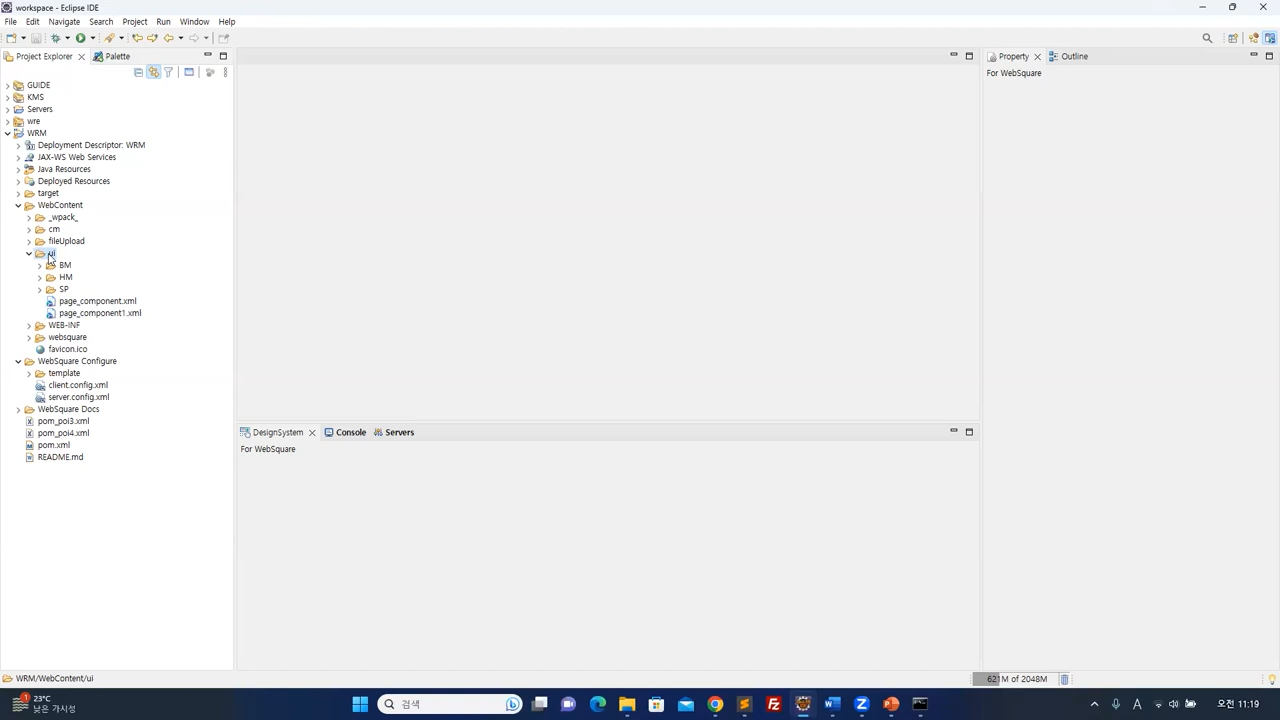 workspace - Eclipse IDE
File Edit Navigate Search Project Run Window Help
Project Explorer
Palette
Property
Outline
For WebSquare
GUIDE
KMS
Servers
wre
WRM
Deployment Descriptor: WRM
JAX-WS Web Services
Java Resources
Deployed Resources
target
WebContent
_wpack_
cm
fileUpload
ui
BM
HM
SP
page_component.xml
page_component1.xml
WEB-INF
websquare
favicon.ico
WebSquare Configure
template
client.config.xml
server.config.xml
WebSquare Docs
pom_poi3.xml
pom_poi4.xml
pom.xml
README.md
DesignSystem
Console
Servers
For WebSquare
WRM/WebContent/ui
621M of 2048M
1
23°C
낮은 가시성
검색
A
오전 11:19